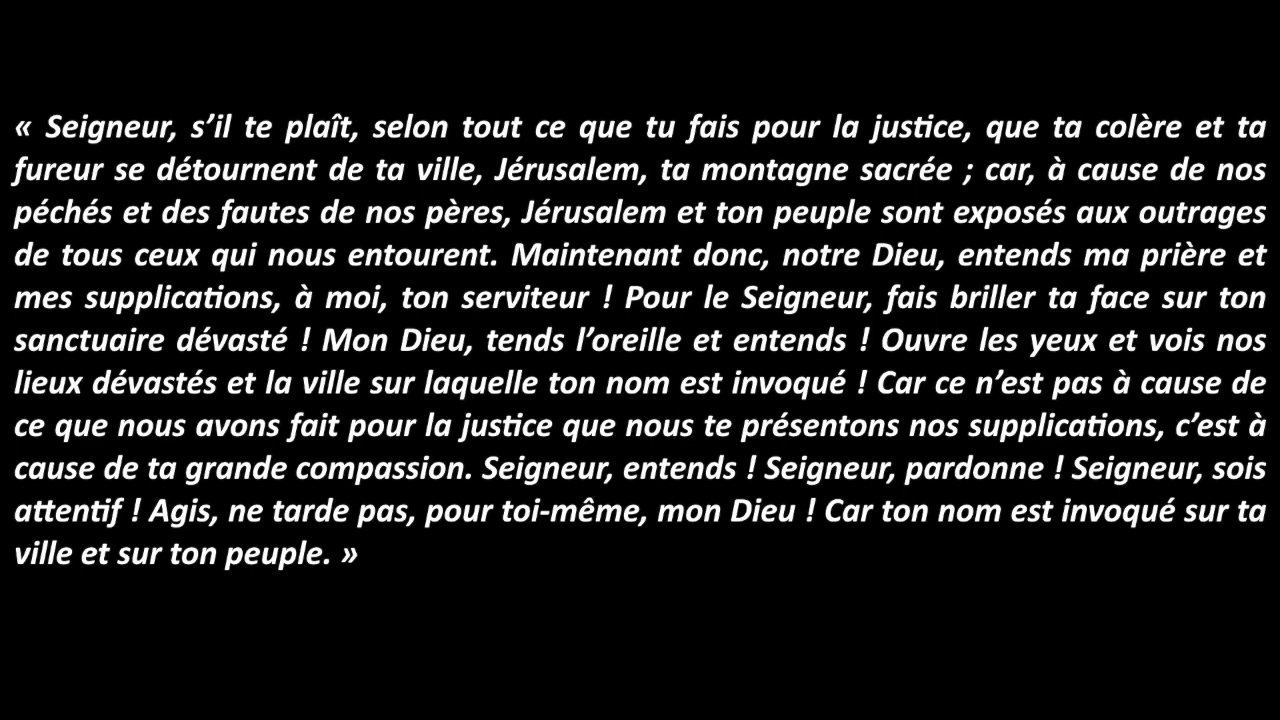 « Seigneur, s’il te plaît, selon tout ce que tu fais pour la justice, que ta colère et ta
fureur se détournent de ta ville, Jérusalem, ta montagne sacrée ; car, à cause de nos
péchés et des fautes de nos pères, Jérusalem et ton peuple sont exposés aux outrages
de tous ceux qui nous entourent. Maintenant donc, notre Dieu, entends ma prière et
mes supplications, à moi, ton serviteur ! Pour le Seigneur, fais briller ta face sur ton
sanctuaire dévasté ! Mon Dieu, tends l’oreille et entends ! Ouvre les yeux et vois nos
lieux dévastés et la ville sur laquelle ton nom est invoqué ! Car ce n’est pas à cause de
ce que nous avons fait pour la justice que nous te présentons nos supplications, c’est à
cause de ta grande compassion. Seigneur, entends ! Seigneur, pardonne ! Seigneur, sois
attentif ! Agis, ne tarde pas, pour toi-même, mon Dieu ! Car ton nom est invoqué sur ta
ville et sur ton peuple. »